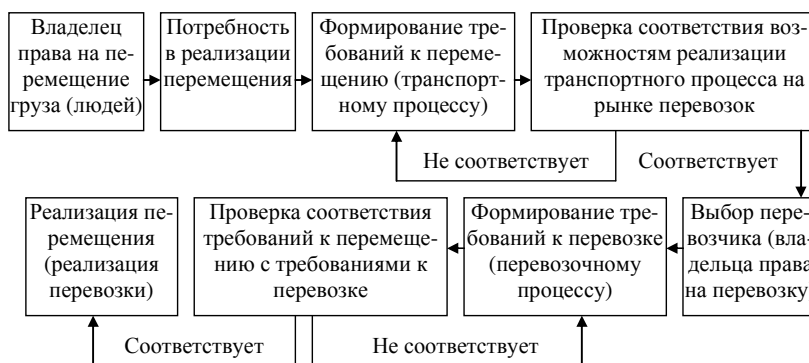 Владелец
права на пе-
ремещение
груза (людей)
Потребность
в реализации
перемещения
Формирование тре-
бований к переме-
щению (транспорт-
ному процессу)
Проверка соответствия воз-
можностям реализации
транспортного процесса на
рынке перевозок
Не соответствует
Соответствует
Реализация пе-
ремещения
(реализация
перевозки)
Проверка соответствия
требований к перемеще-
нию с требованиями к
перевозке
Формирование тре-
бований к перевозке
(перевозочному
процессу)
Выбор пере-
возчика (вла-
дельца права
на перевозку
Соответствует
Не соответствует